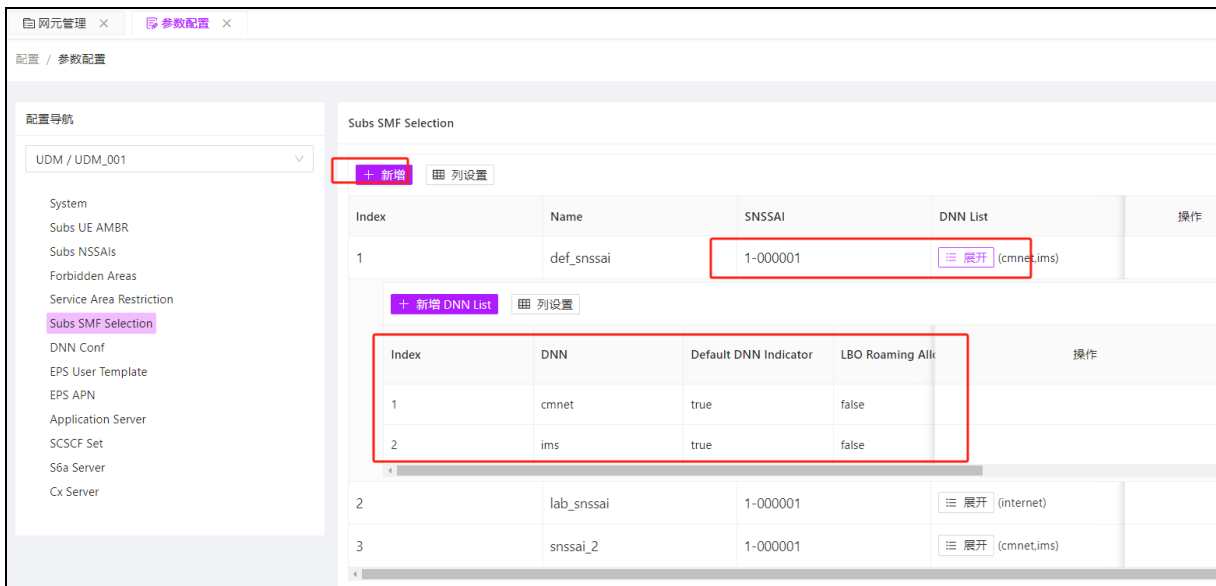 网元管理 × 参数配置 ×
配置 / 参数配置
配置导航
UDM / UDM_001
System
Subs UE AMBR
Subs NSSAIs
Forbidden Areas
Service Area Restriction
Subs SMF Selection
DNN Conf
EPS User Template
EPS APN
Application Server
SCSCF Set
S6a Server
Cx Server
Subs SMF Selection
+ 新增 列设置
Index Name SNSSAI DNN List 操作
1 def_snssai 1-000001 展开 (cmnet,ims)
+ 新增 DNN List 列设置
Index DNN Default DNN Indicator LBO Roaming Allo 操作
1 cmnet true false
2 ims true false
2 lab_snssai 1-000001 展开 (internet)
3 snssai_2 1-000001 展开 (cmnet,ims)